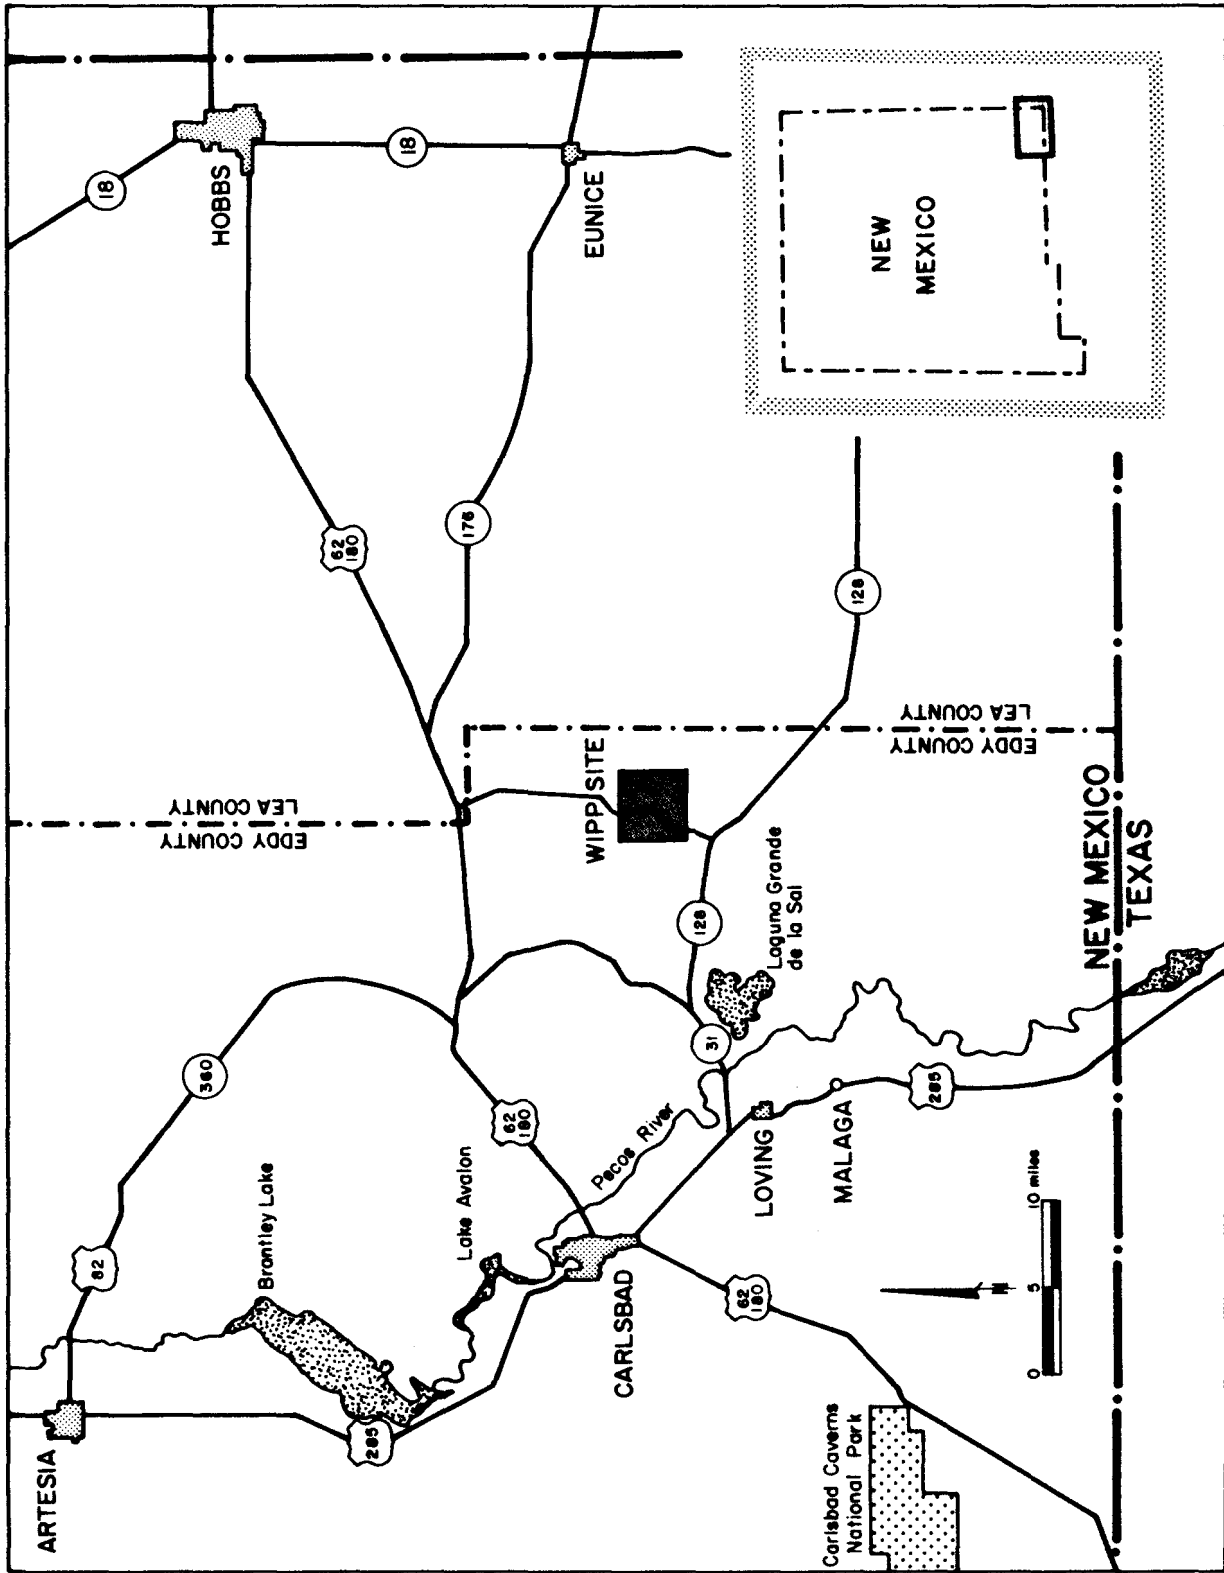 18
HOBBS
18
EUNICE
NEW
MEXICO
62
180
176
128
EDDY COUNTY
LEA COUNTY
EDDY COUNTY
LEA COUNTY
WIPP SITE
360
82
ARTESIA
Brantley Lake
285
Lake Avalon
62
180
Pecos River
CARLSBAD
128
31
Laguna Grande
de la Sal
LOVING
MALAGA
285
62
180
Carlsbad Caverns
National Park
N
0
5
10 miles
NEW MEXICO
TEXAS